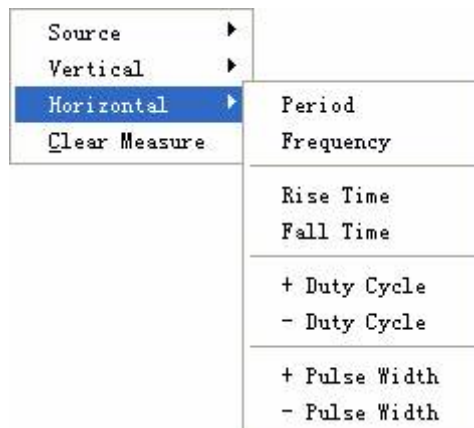 Source
Vertical
Horizontal
Clear Measure
Period
Frequency
Rise Time
Fall Time
+ Duty Cycle
- Duty Cycle
+ Pulse Width
- Pulse Width